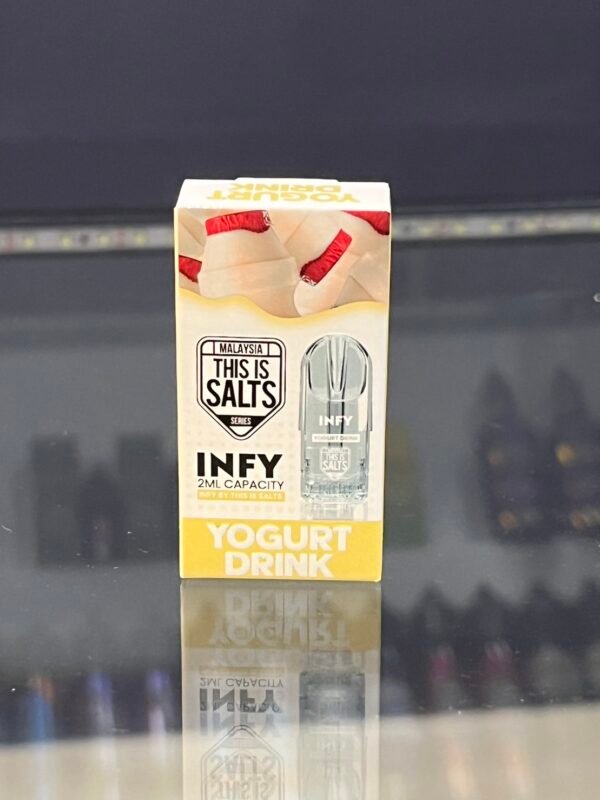 YOGURT
DRINK
MALAYSIA
THIS IS
SALTS
SERIES
INFY
2ML CAPACITY
INFY BY THIS IS SALTS
INFY
YOGURT DRINK
THIS IS
SALTS
YOGURT
DRINK